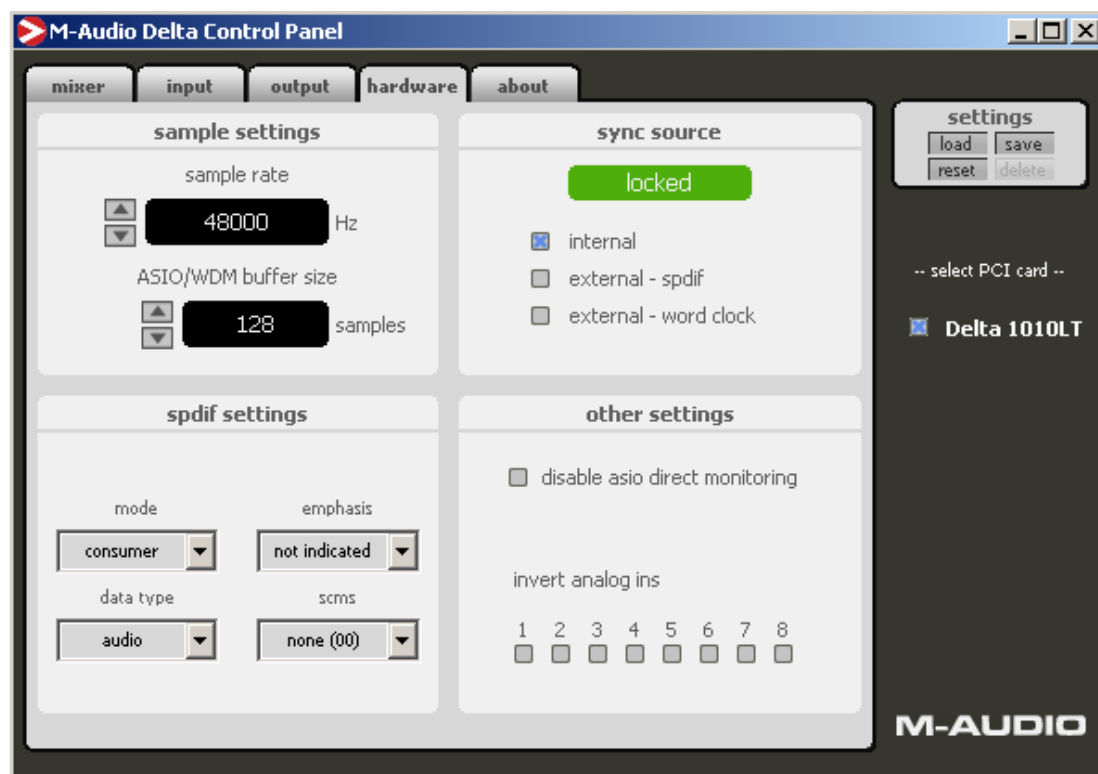 M-Audio Delta Control Panel
mixer input output hardware about
sample settings
sample rate
48000 Hz
ASIO/WDM buffer size
128 samples
sync source
locked
internal
external - spdif
external - word clock
spdif settings
mode
consumer
emphasis
not indicated
data type
audio
scms
none (00)
other settings
disable asio direct monitoring
invert analog ins
1 2 3 4 5 6 7 8
settings
load save
reset delete
-- select PCI card --
Delta 1010LT
M-AUDIO